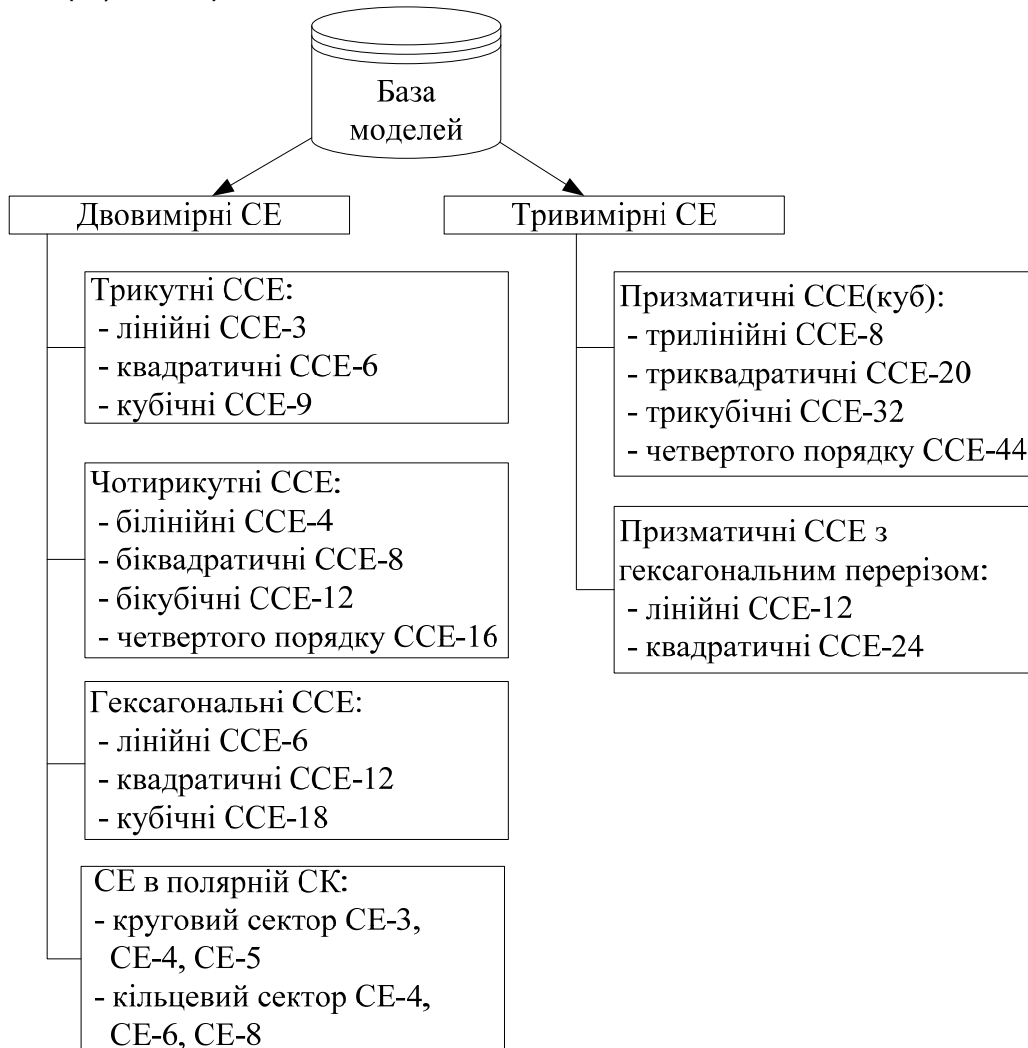 База
моделей
Двовимірні СЕ
Тривимірні СЕ
Трикутні ССЕ:
- лінійні ССЕ-3
- квадратичні ССЕ-6
- кубічні ССЕ-9
Чотирикутні ССЕ:
- білінійні ССЕ-4
- біквадратичні ССЕ-8
- бікубічні ССЕ-12
- четвертого порядку ССЕ-16
Гексагональні ССЕ:
- лінійні ССЕ-6
- квадратичні ССЕ-12
- кубічні ССЕ-18
СЕ в полярній СК:
- круговий сектор СЕ-3,
СЕ-4, СЕ-5
- кільцевий сектор СЕ-4,
СЕ-6, СЕ-8
Призматичні ССЕ(куб):
- трилінійні ССЕ-8
- триквадратичні ССЕ-20
- трикубічні ССЕ-32
- четвертого порядку ССЕ-44
Призматичні ССЕ з
гексагональним перерізом:
- лінійні ССЕ-12
- квадратичні ССЕ-24